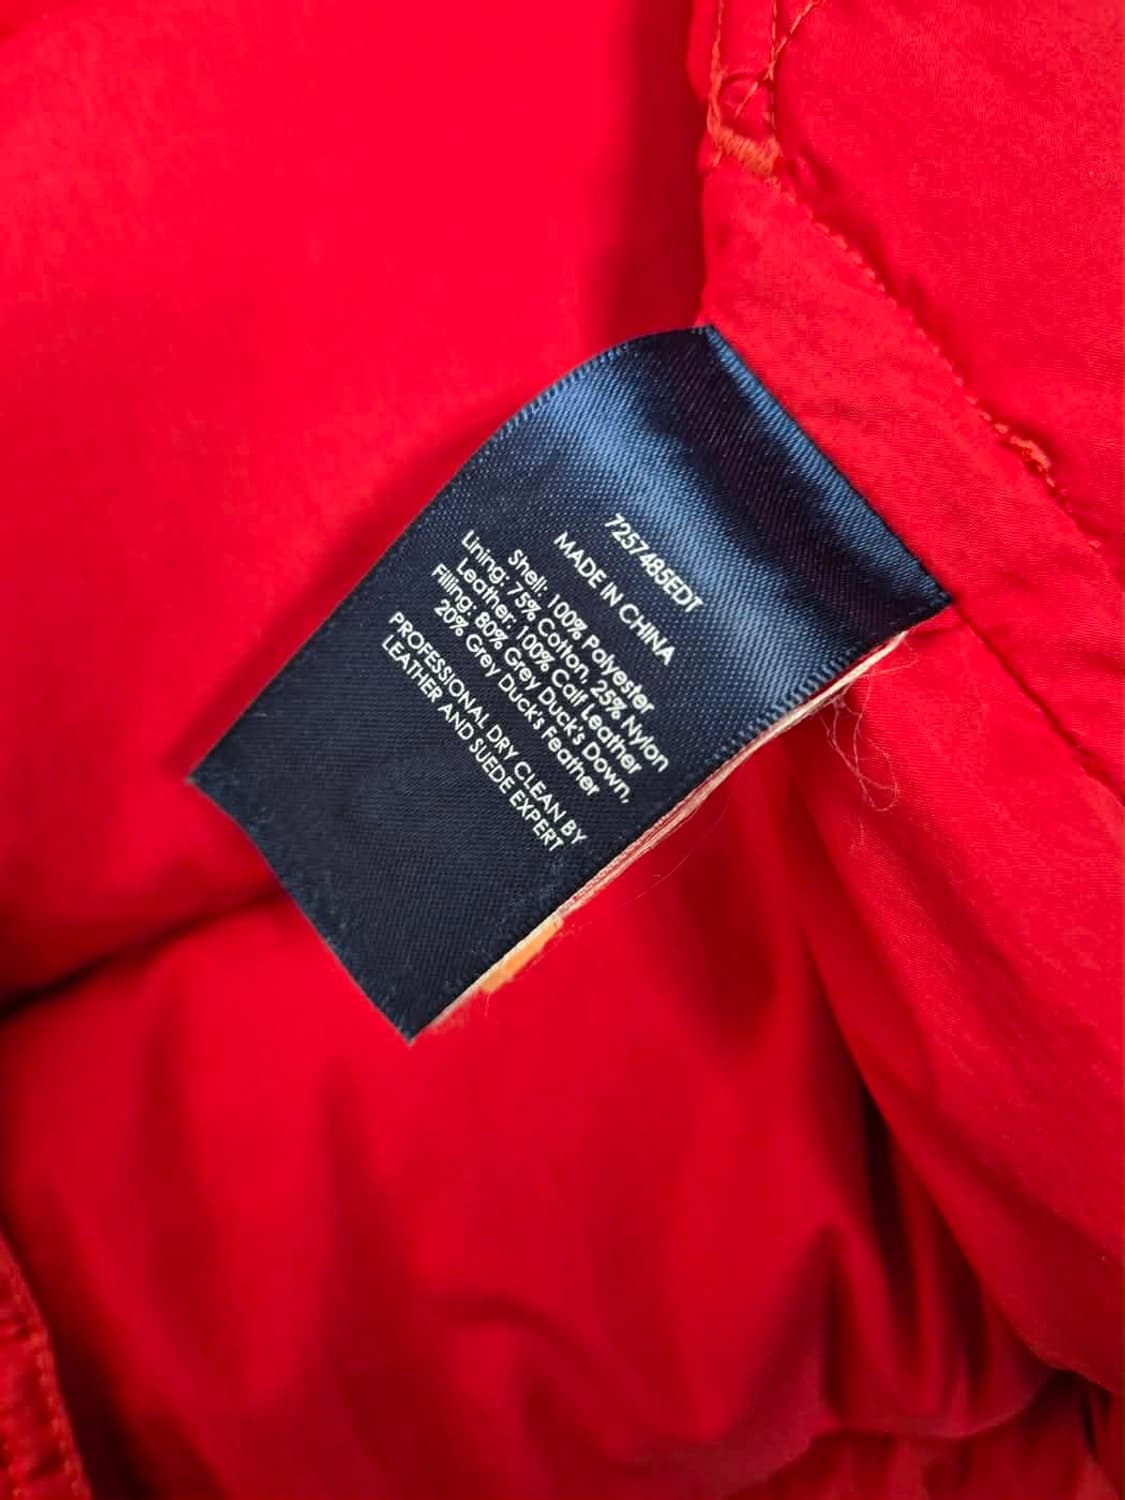 7257485EDT
MADE IN CHINA
Shell: 100% Polyester
Lining: 75% Cotton, 25% Nylon
Leather: 100% Calf Leather
Filling: 80% Grey Duck's Down,
20% Grey Duck's Feather
PROFESSIONAL DRY CLEAN BY
LEATHER AND SUEDE EXPERT